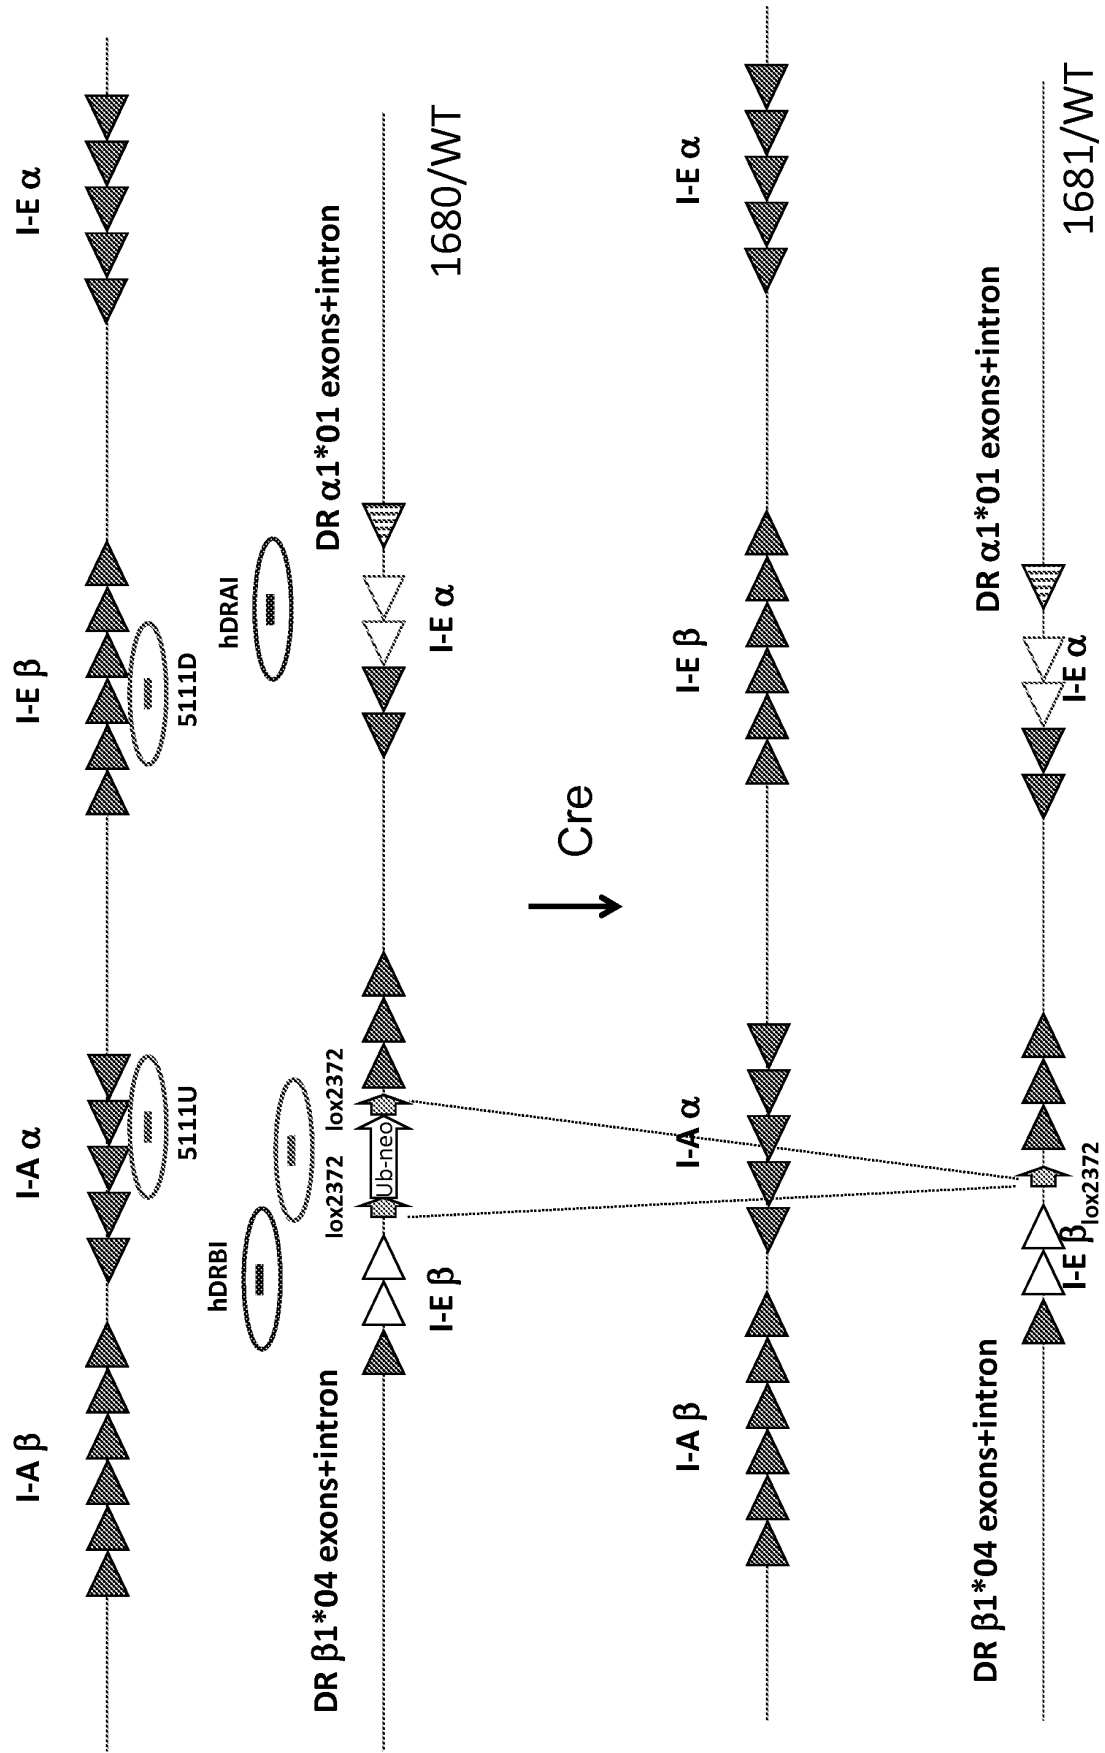 I-A β
I-A α
I-E β
I-E α
5111U
5111D
hDRBI
hDRAI
DR β1*04 exons+intron
lox2372
lox2372
DR α1*01 exons+intron
Ub-neo
I-E β
I-E α
1680/WT
Cre
I-A β
I-A α
I-E β
I-E α
DR β1*04 exons+intron
DR α1*01 exons+intron
I-E β
lox2372
I-E α
1681/WT